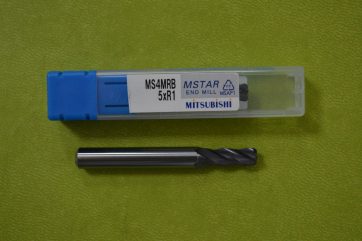 MS4MRB
5xR1
MSTAR
END MILL
MITSUBISHI